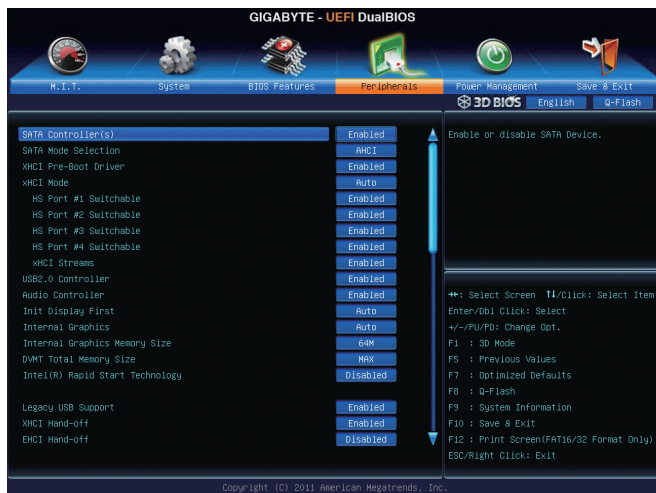 GIGABYTE - UEFI DualBIOS
M.I.T. System BIOS Features Peripherals Power Management Save & Exit
3D BIOS English Q-Flash
SATA Controller(s) Enabled
SATA Mode Selection AHCI
XHCI Pre-Boot Driver Enabled
xHCI Mode Auto
HS Port #1 Switchable Enabled
HS Port #2 Switchable Enabled
HS Port #3 Switchable Enabled
HS Port #4 Switchable Enabled
xHCI Streams Enabled
USB2.0 Controller Enabled
Audio Controller Enabled
Init Display First Auto
Internal Graphics Auto
Internal Graphics Memory Size 64M
DVMT Total Memory Size MAX
Intel(R) Rapid Start Technology Disabled
Legacy USB Support Enabled
XHCI Hand-off Enabled
EHCI Hand-off Disabled
Enable or disable SATA Device.
→←: Select Screen ↑↓/Click: Select Item
Enter/Dbl Click: Select
+/-/PU/PD: Change Opt.
F1 : 3D Mode
F5 : Previous Values
F7 : Optimized Defaults
F8 : Q-Flash
F9 : System Information
F10 : Save & Exit
F12 : Print Screen(FAT16/32 Format Only)
ESC/Right Click: Exit
Copyright (C) 2011 American Megatrends, Inc.